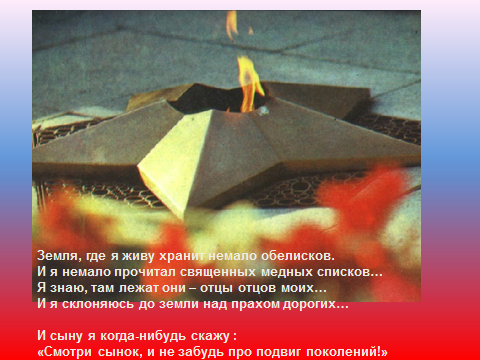 Земля, где я живу хранит немало обелисков.
И я немало прочитал священных медных списков…
Я знаю, там лежат они – отцы отцов моих…
И я склоняюсь до земли над прахом дорогих…
И сыну я когда-нибудь скажу :
«Смотри сынок, и не забудь про подвиг поколений!»